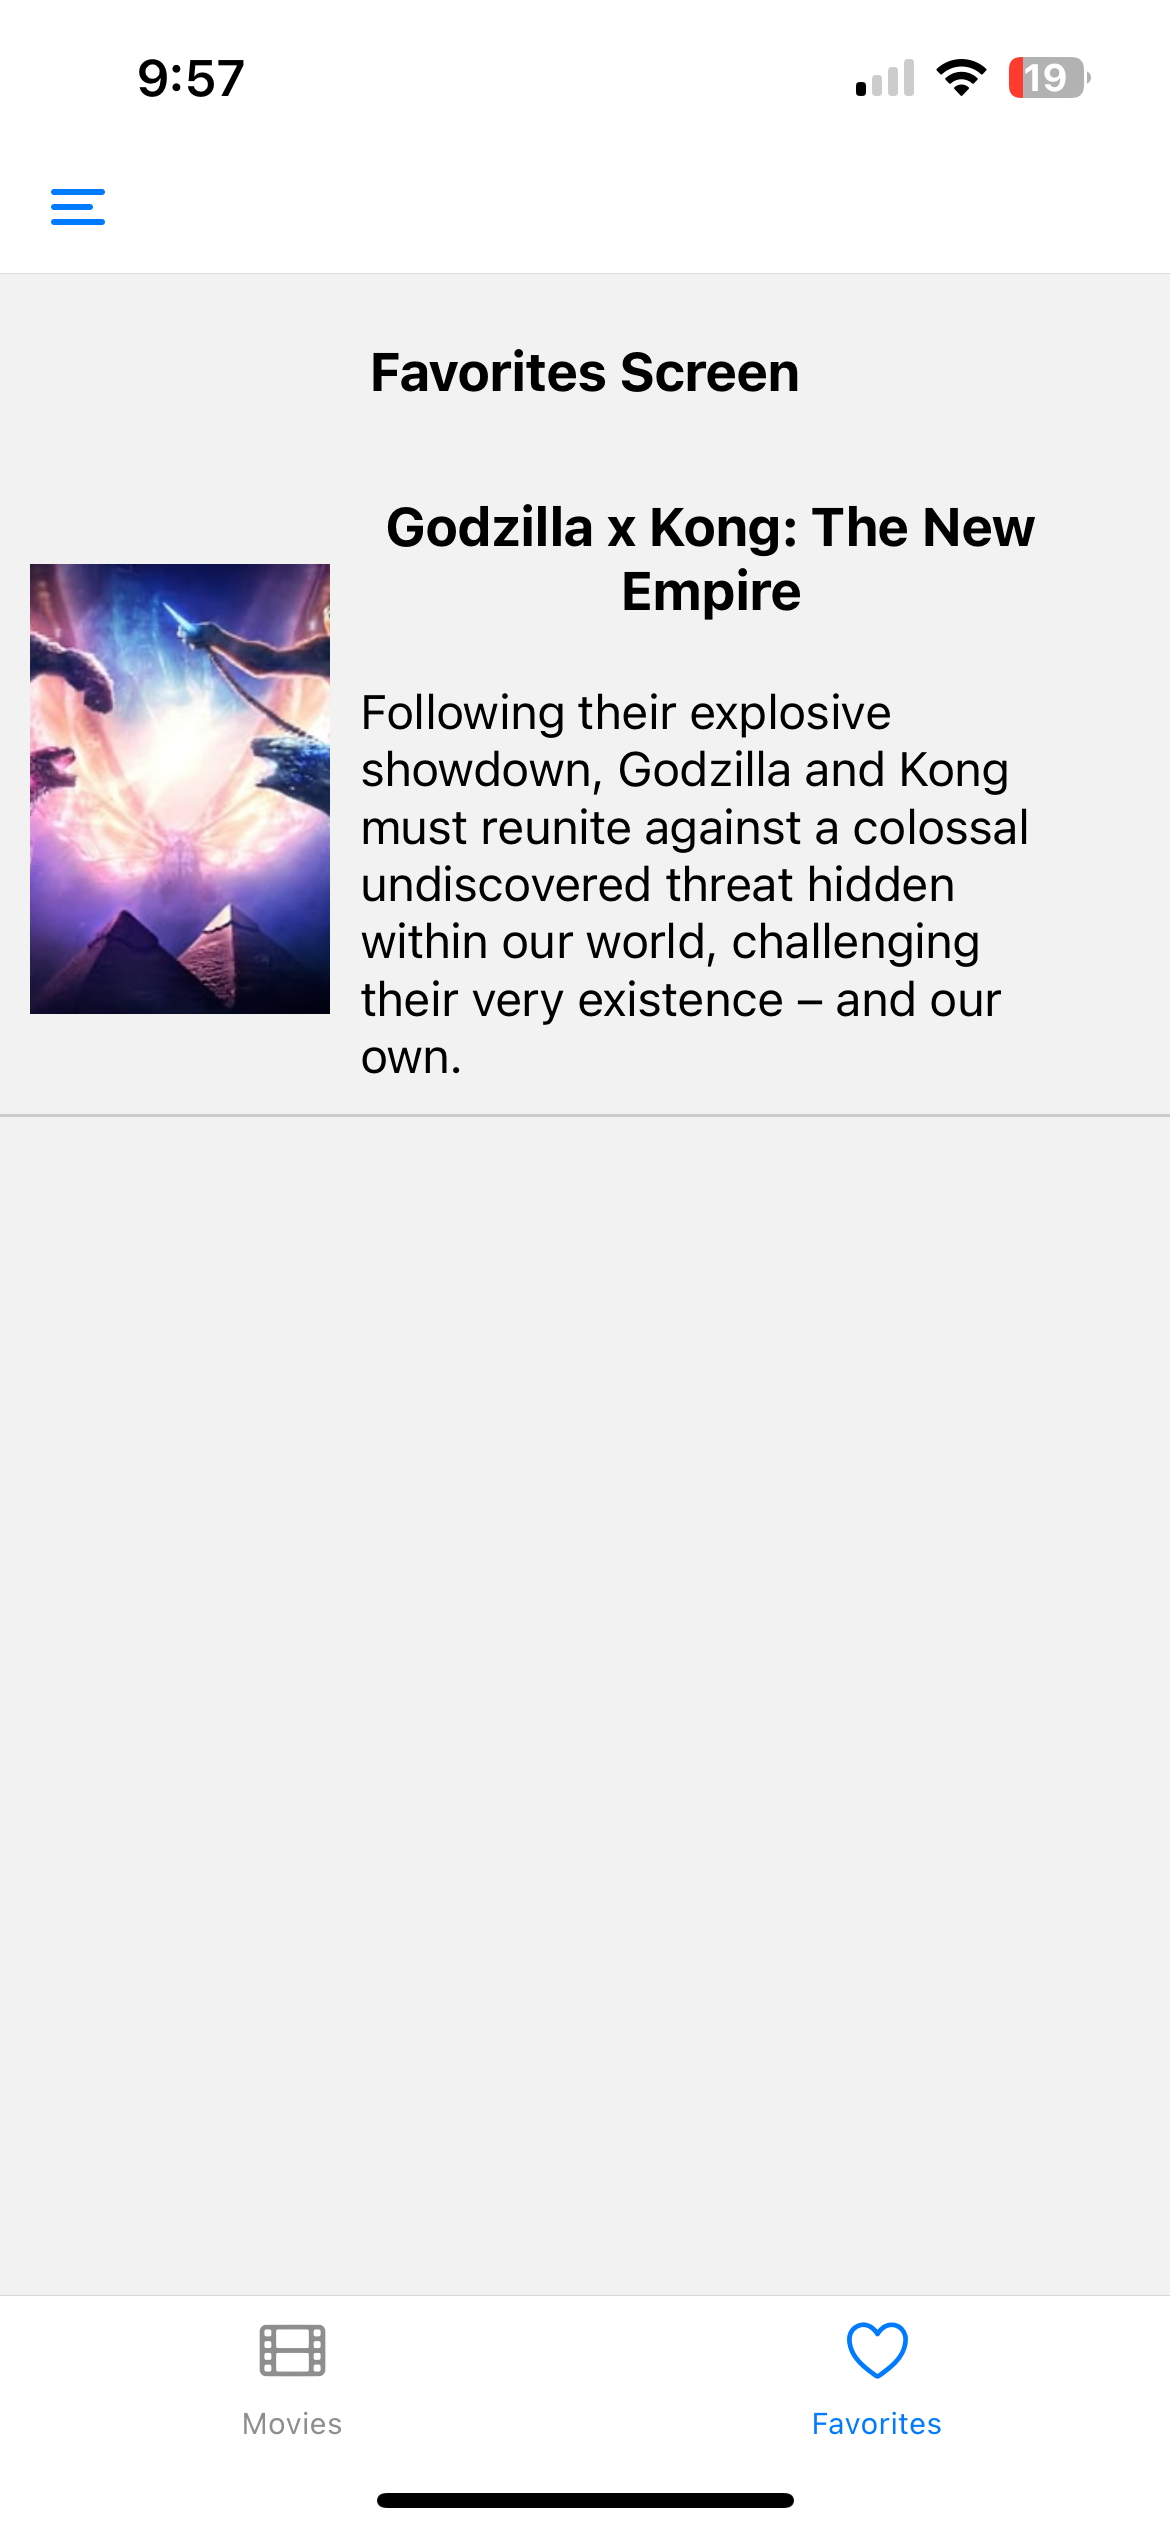 9:57
19
Favorites Screen
Godzilla x Kong: The New
Empire
Following their explosive
showdown, Godzilla and Kong
must reunite against a colossal
undiscovered threat hidden
within our world, challenging
their very existence – and our
own.
Movies
Favorites